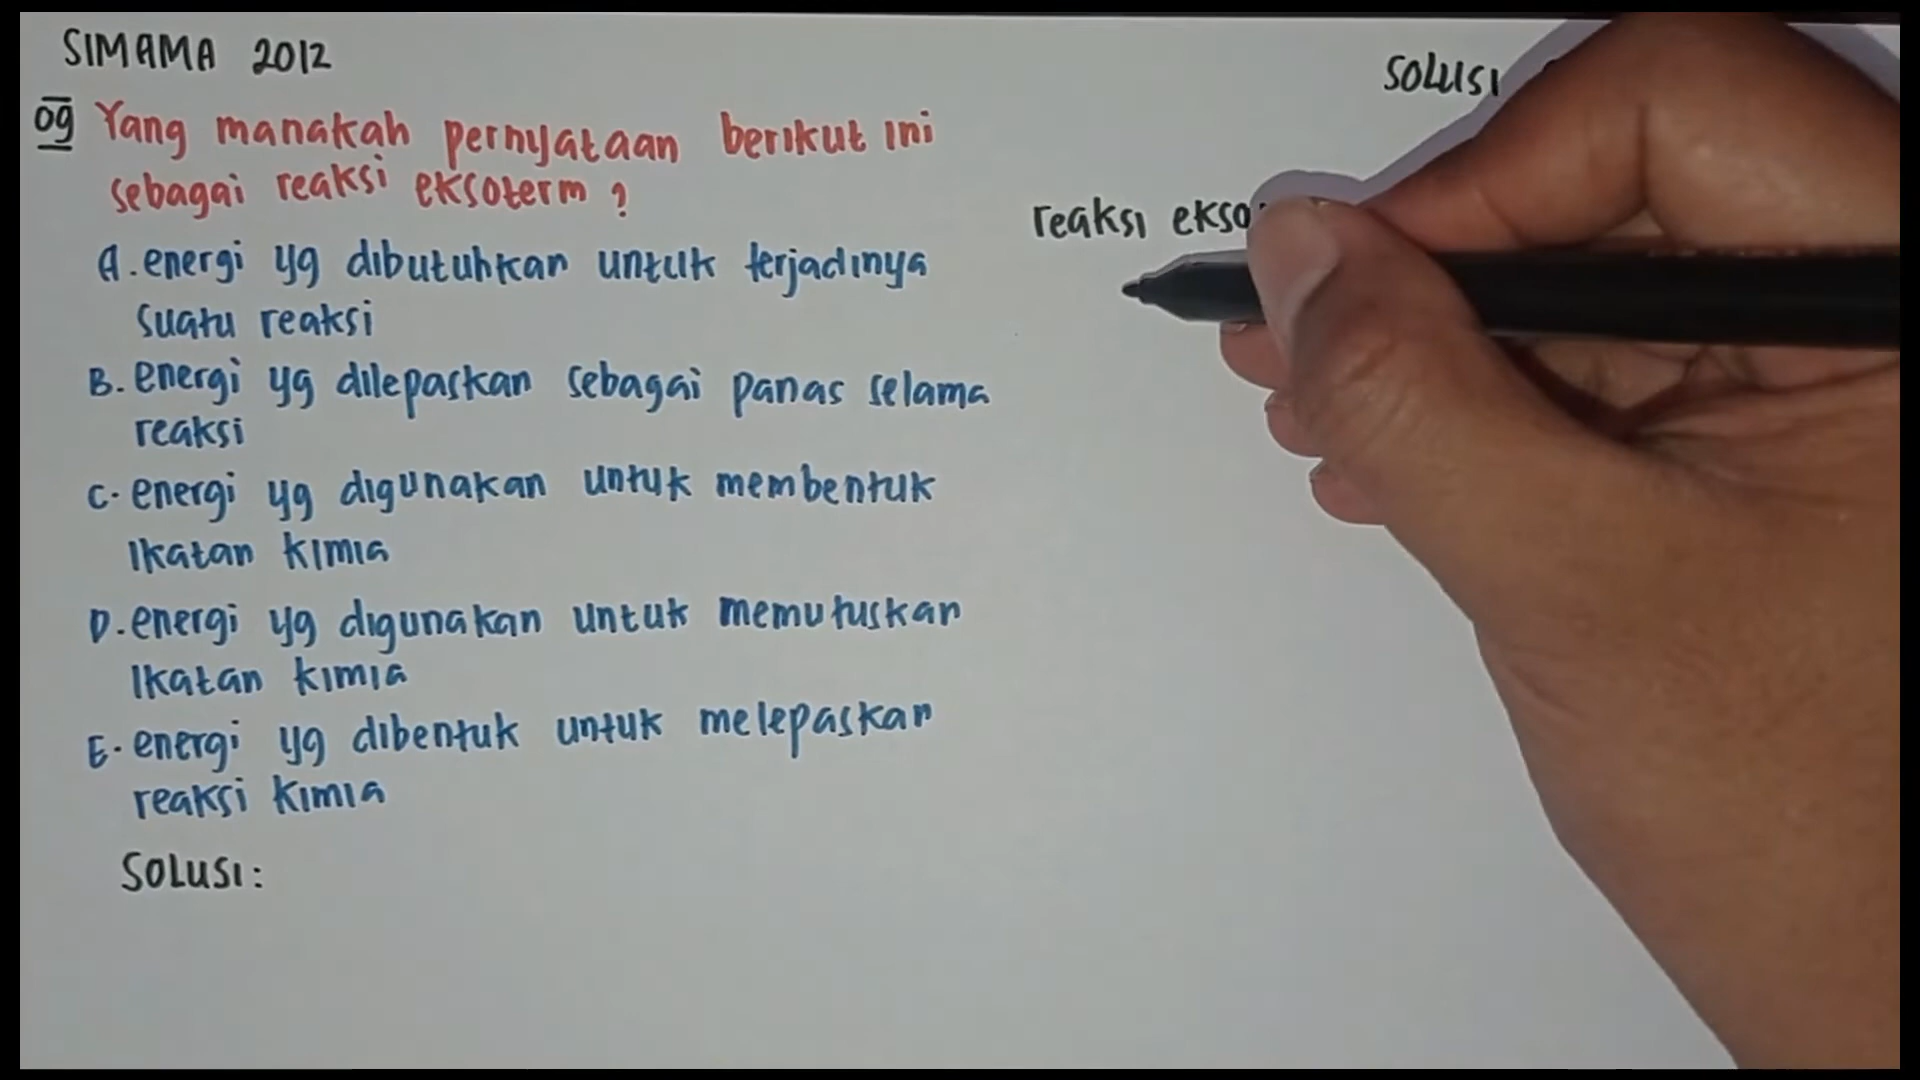 SIMAMA 2012
09 Yang manakah pernyataan berikut ini
sebagai reaksi eksoterm ?
A. energi yg dibutuhkan untuk terjadinya
suatu reaksi
B. energi yg dilepaskan sebagai panas selama
reaksi
C. energi yg digunakan untuk membentuk
Ikatan kimia
D. energi yg digunakan untuk memutuskan
Ikatan kimia
E. energi yg dibentuk untuk melepaskan
reaksi kimia
SOLUSI:
SOLUSI
reaksi ekso